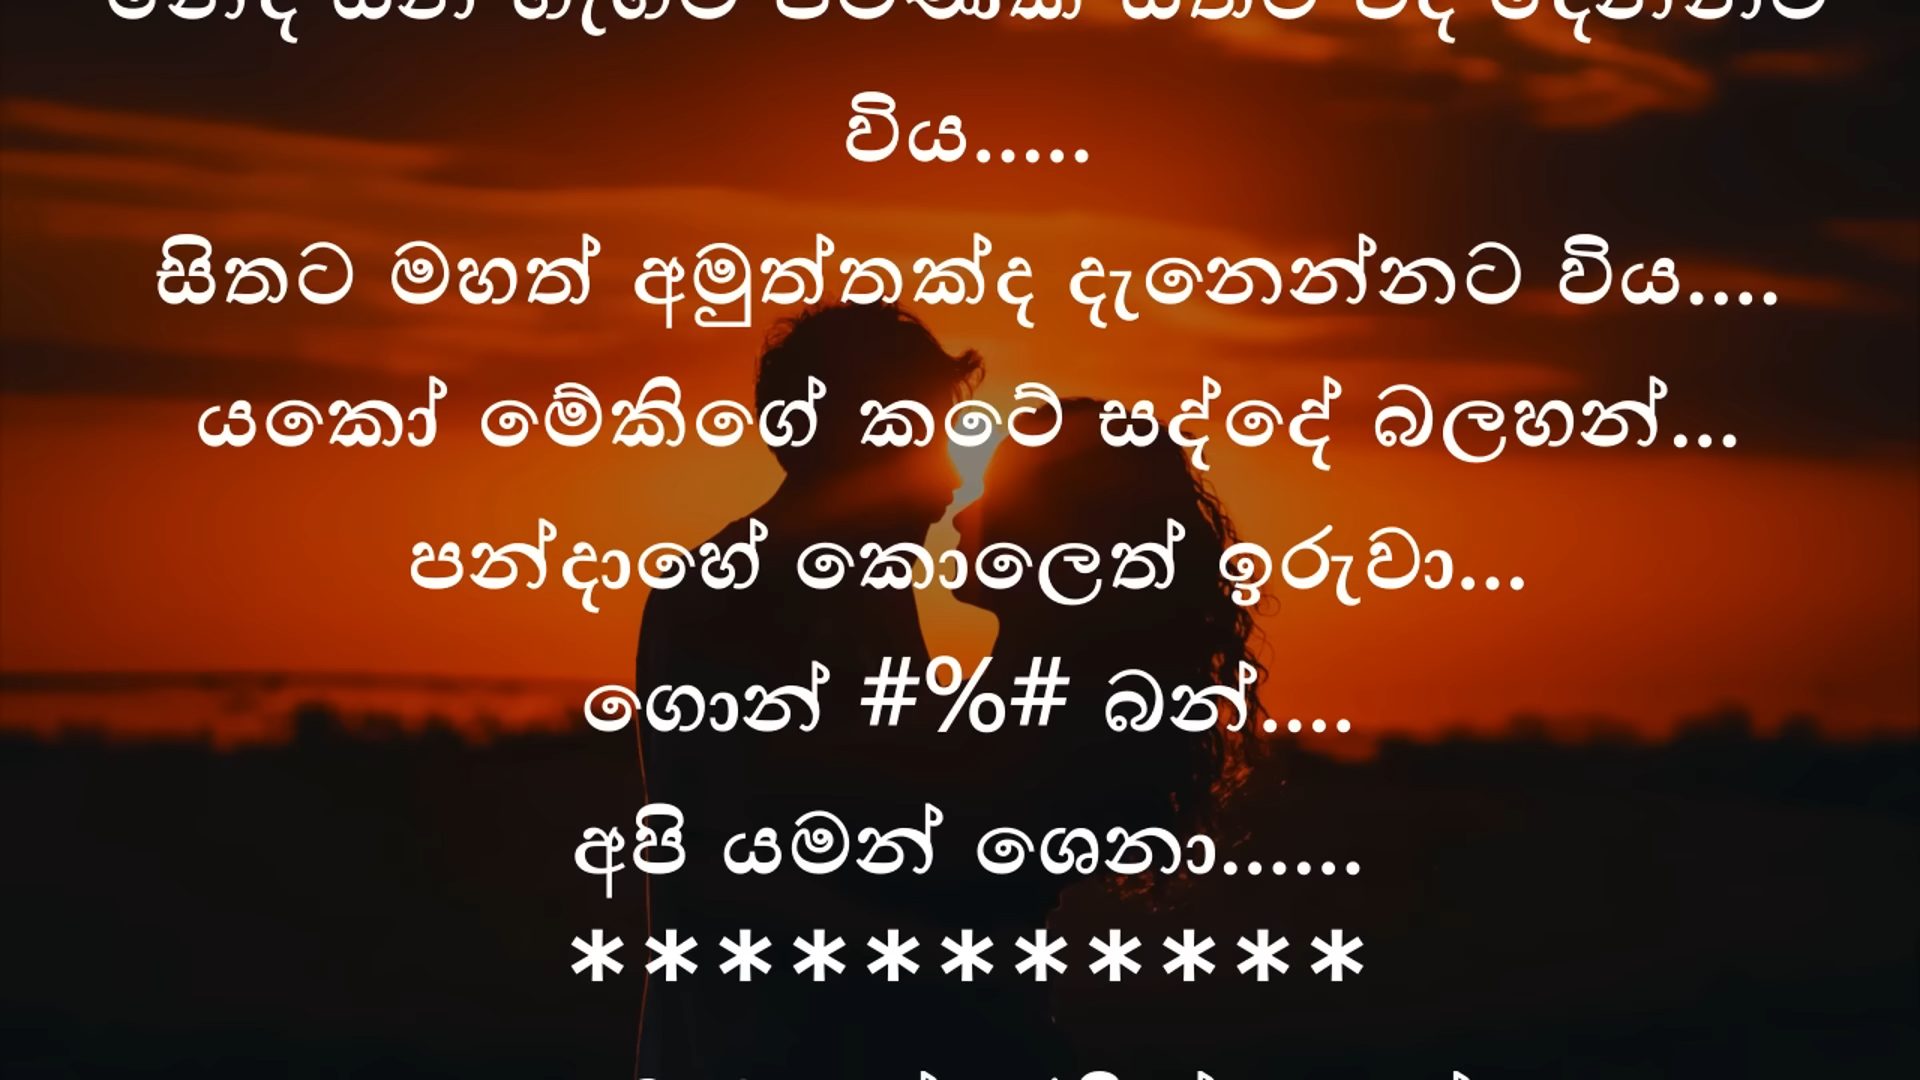 විය.....
සිතට මහත් අමුත්තක්ද දැනෙන්නට විය....
යකෝ මේකිගේ කටේ සද්දේ බලහන්...
පන්දාහේ කොලෙත් ඉරුවා...
ගොන් #%# බන්....
අපි යමන් ශෙනා......
***********